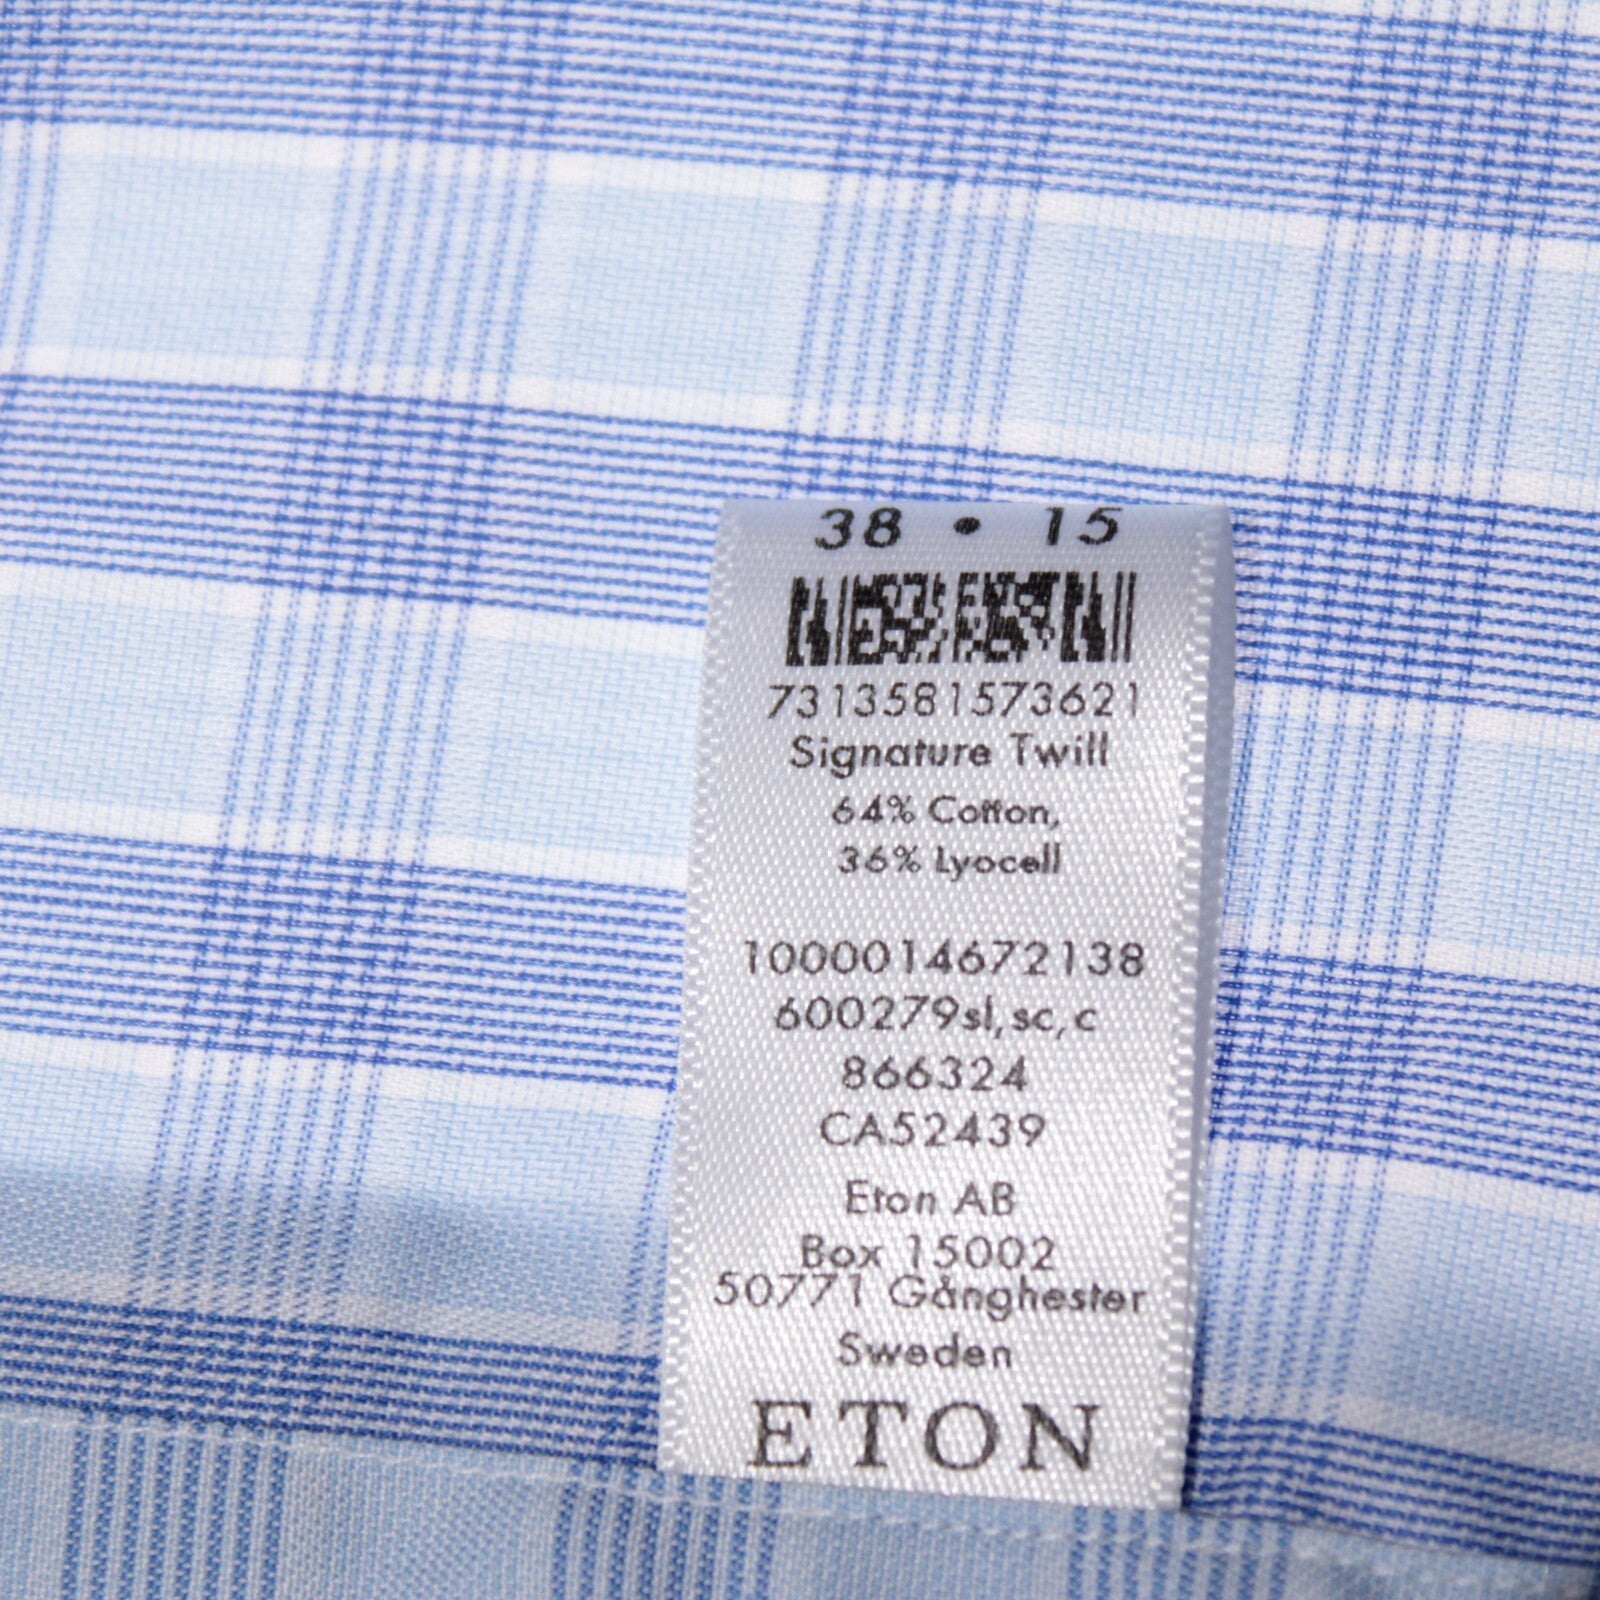 38 • 15
7313581573621
Signature Twill
64% Cotton,
36% Lyocell
1000014672138
600279sl,sc,c
866324
CA52439
Eton AB
Box 15002
50771 Gånghester
Sweden
ETON